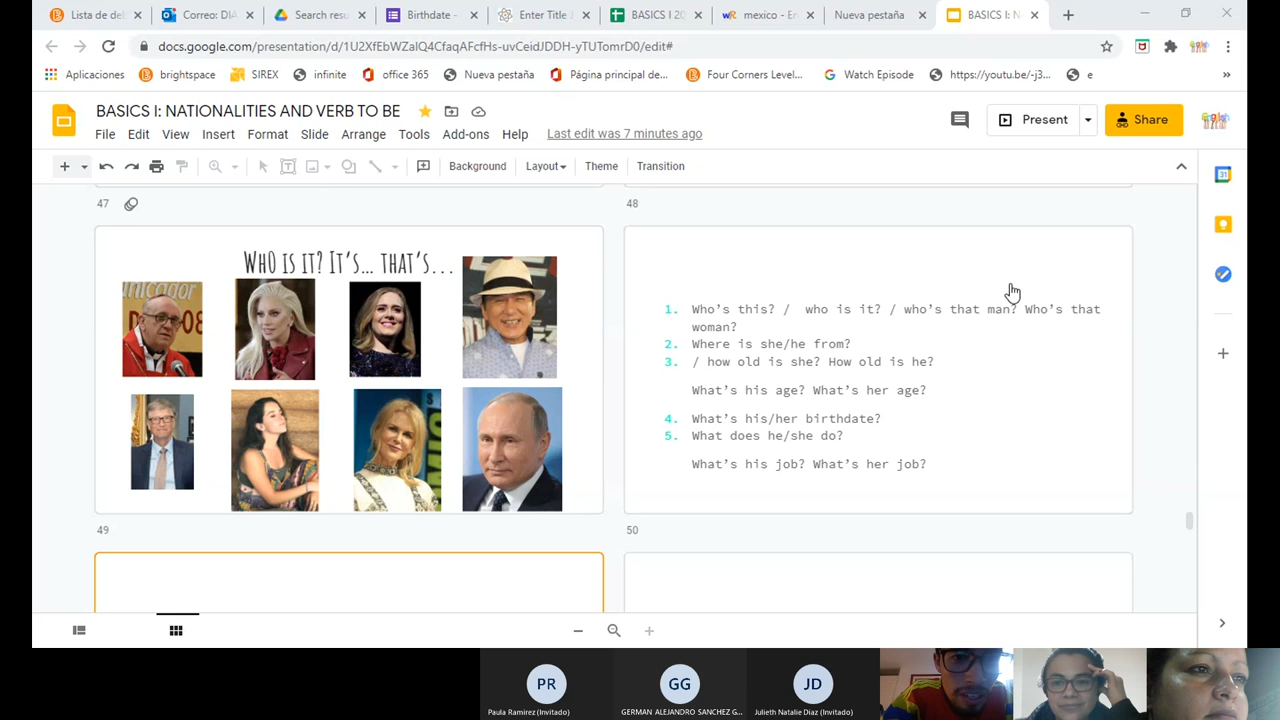 Lista de del
Correo: DIA
Search resu
Birthdate -
Enter Title
BASICS I 20
mexico - En
Nueva pestaña
BASICS I: N
docs.google.com/presentation/d/1U2XfEbWZaIQ4CfaqAFcfHs-uvCeidJDDH-yTUTomrD0/edit#
Aplicaciones
brightspace
SIREX
infinite
office 365
Nueva pestaña
Página principal de...
Four Corners Level...
Watch Episode
https://youtu.be/-j3...
e
BASICS I: NATIONALITIES AND VERB TO BE
File Edit View Insert Format Slide Arrange Tools Add-ons Help Last edit was 7 minutes ago
Present
Share
Background Layout Theme Transition
47
48
WHO IS IT? IT'S... THAT'S...
1. Who's this? / who is it? / who's that man? Who's that
woman?
2. Where is she/he from?
3. / how old is she? How old is he?
What's his age? What's her age?
4. What's his/her birthdate?
5. What does he/she do?
What's his job? What's her job?
49
50
PR
Paula Ramirez (Invitado)
GG
GERMAN ALEJANDRO SANCHEZ G...
JD
Julieth Natalie Diaz (Invitado)